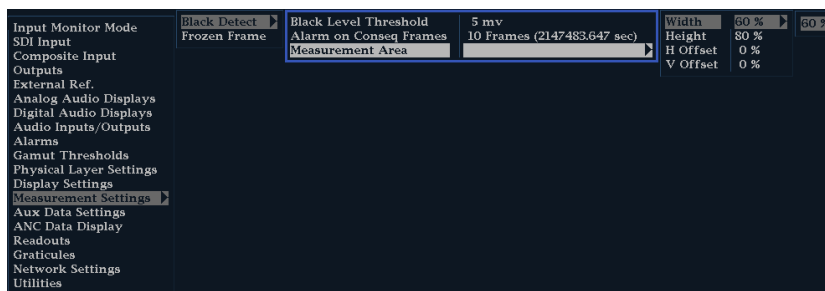 Input Monitor Mode
SDI Input
Composite Input
Outputs
External Ref.
Analog Audio Displays
Digital Audio Displays
Audio Inputs/Outputs
Alarms
Gamut Thresholds
Physical Layer Settings
Display Settings
Measurement Settings
Aux Data Settings
ANC Data Display
Readouts
Graticules
Network Settings
Utilities
Black Detect
Frozen Frame
Black Level Threshold 5 mv
Alarm on Conseq Frames 10 Frames (2147483.647 sec)
Measurement Area
Width 60 %
Height 80 %
H Offset 0 %
V Offset 0 %
60 %